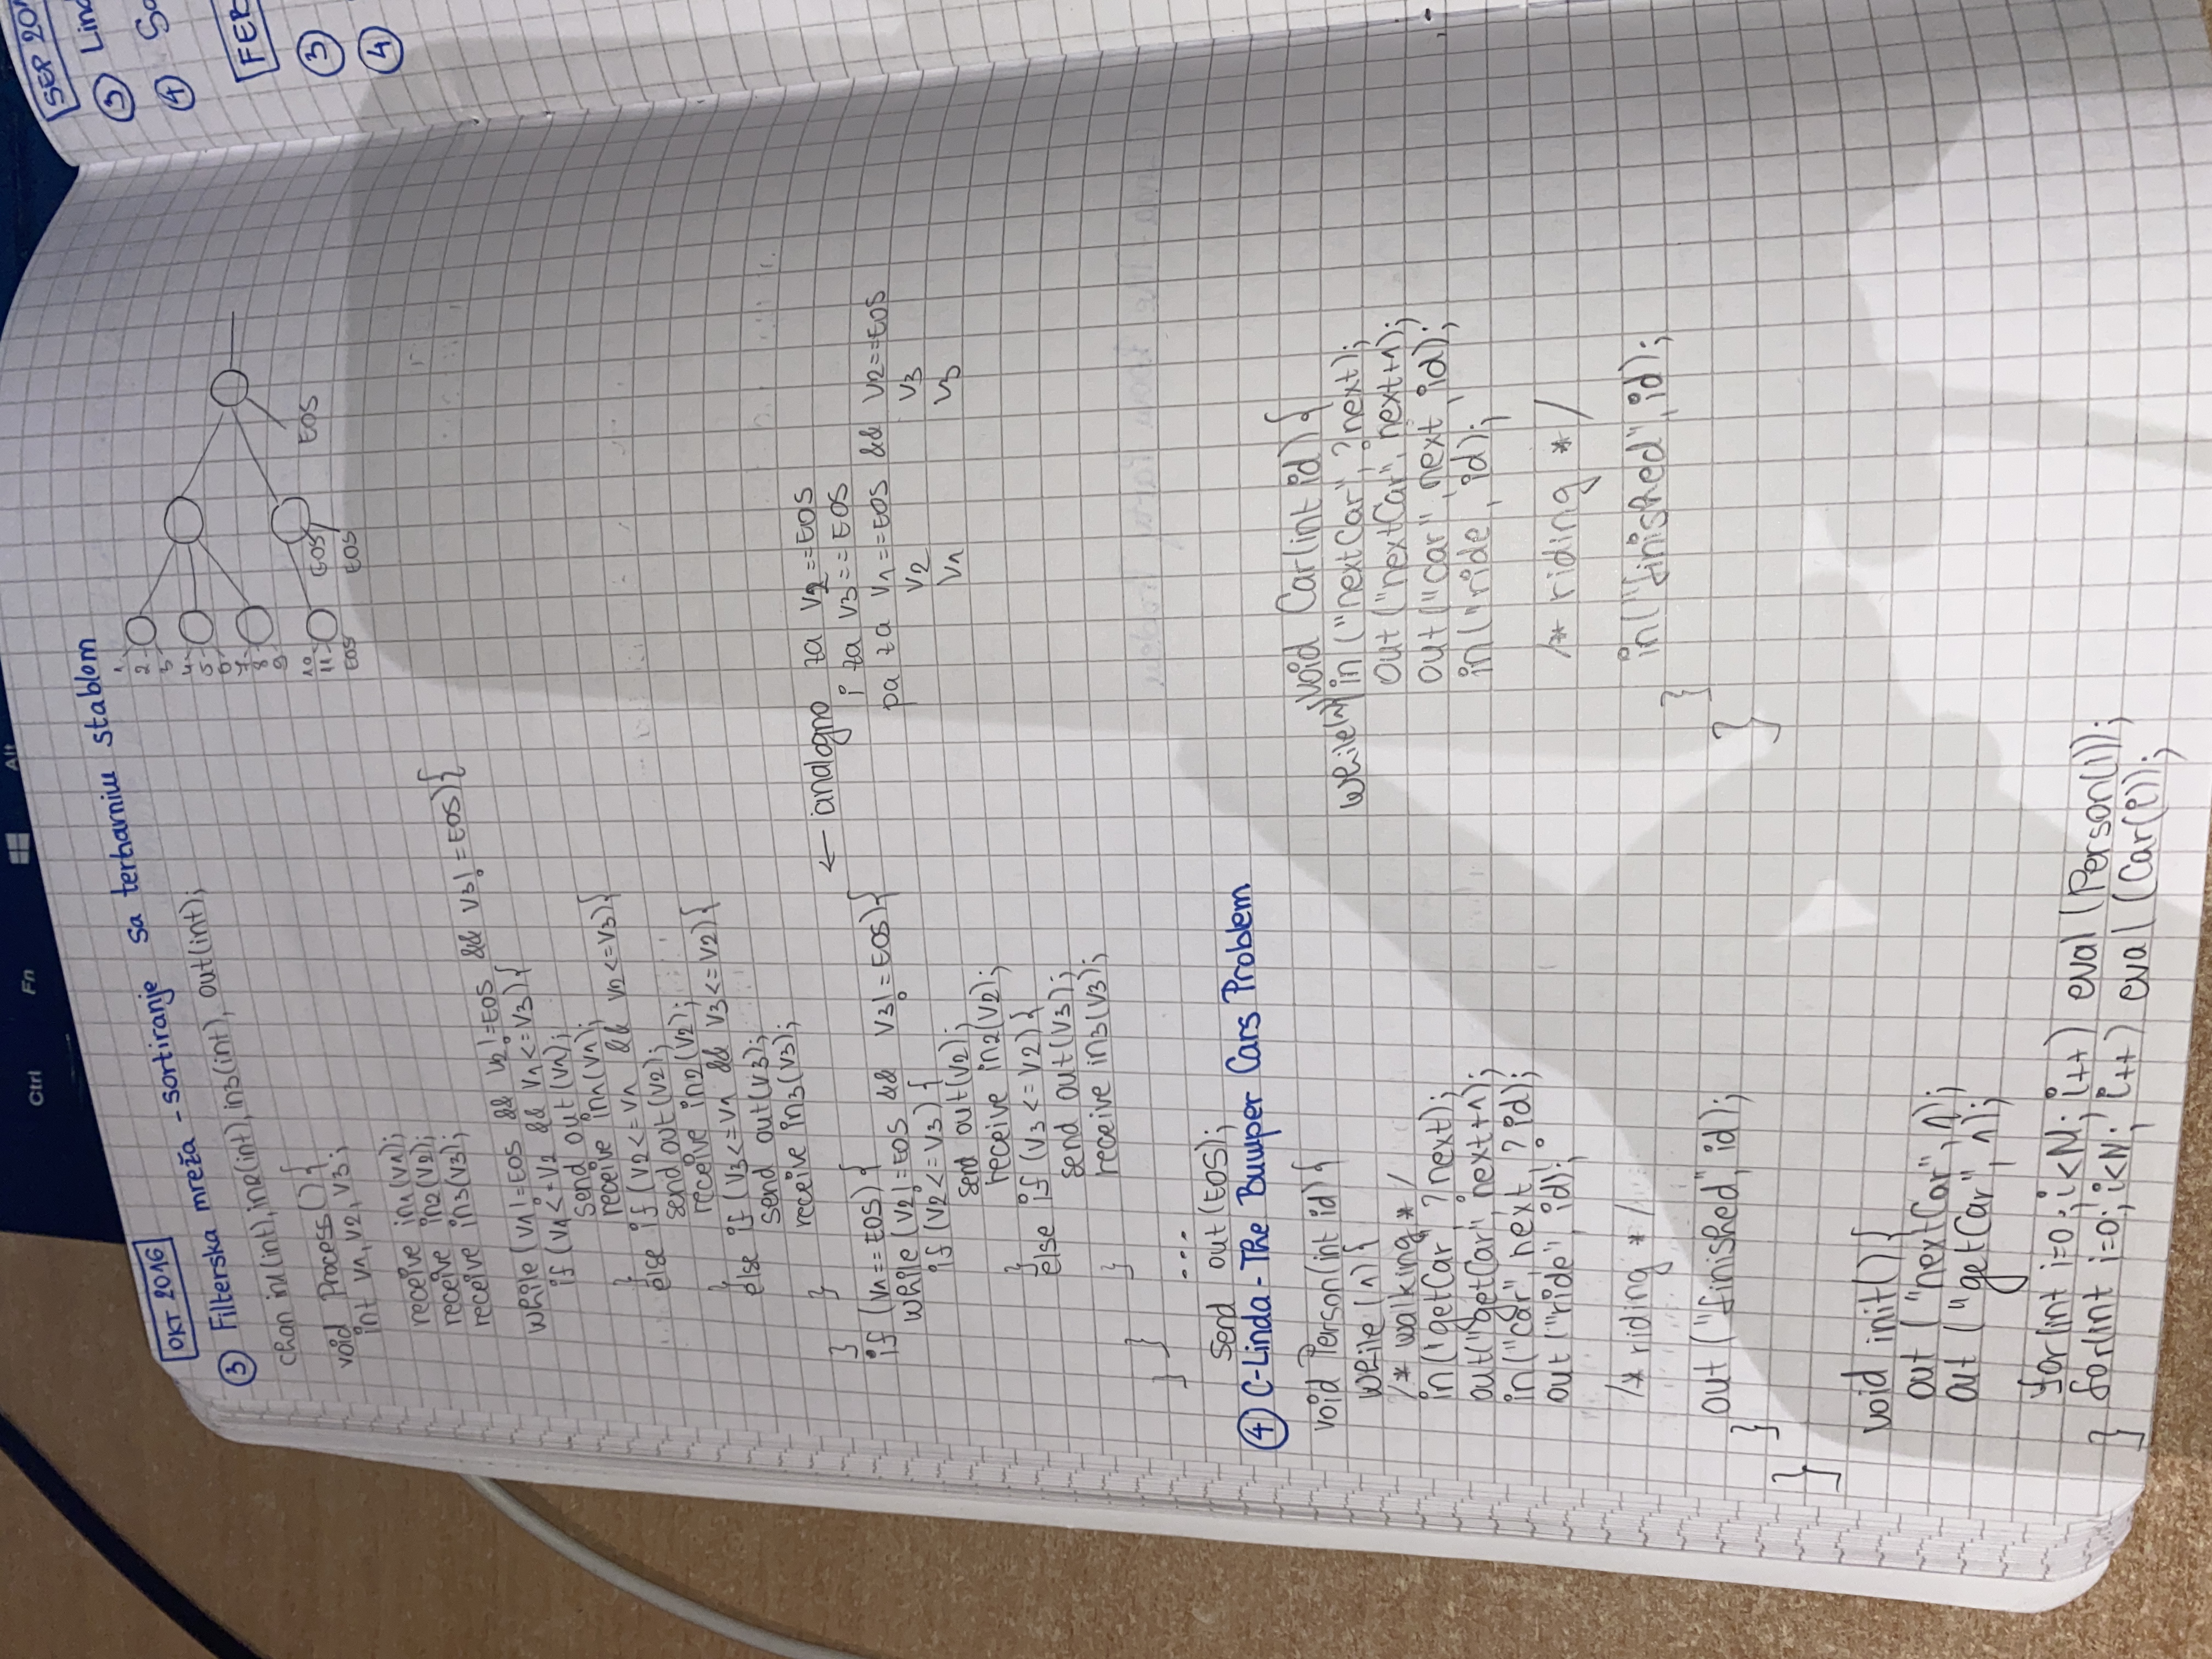 Ctrl
Fn
Alt
OKT 2016
③ Filterska mreža - sortiranje sa ternarnim stablom
chan in1(int), in2(int), in3(int), out(int);
void Process() {
int v1, v2, v3;
receive in1(v1);
receive in2(v2);
receive in3(v3);
while (v1!=EOS && v2!=EOS && v3!=EOS){
if (v1<=v2 && v1<=v3){
send out(v1);
receive in1(v1);
}
else if (v2<=v1 && v2<=v3){
send out(v2);
receive in2(v2);
}
else if (v3<=v1 && v3<=v2){
send out(v3);
receive in3(v3);
}
}
if (v1==EOS) {
while (v2!=EOS && v3!=EOS){
if (v2<=v3) {
send out(v2);
receive in2(v2);
}
else if (v3<=v2){
send out(v3);
receive in3(v3);
}
}
}
...
send out(EOS);
1
2
3
4
5
6
7
8
9
10
11
EOS
EOS
EOS
EOS
← analogno za v2==EOS
i za v3==EOS
pa za v1==EOS && v2==EOS
v2 v3
v1 v3
④ C-Linda - The Bumper Cars Problem
void Person(int id){
while (1){
/* walking */
in("getCar", ?next);
out("getCar", next+1);
in("car", next, ?id);
out("ride", id);
/* riding */
out("finished", id);
}
}
void Car(int id){
while(1){ in("nextCar", ?next);
out("nextCar", next+1);
out("car", next, id);
in("ride, id);
/* riding */
in("finished", id);
}
}
void init(){
out("nextCar", 1);
out("getCar", 1);
for(int i=0; i<M; i++) eval(Person(i));
for(int i=0; i<N; i++) eval(Car(i));
}
SEP 201
③ Lind
④ Sa
FEB
③
④